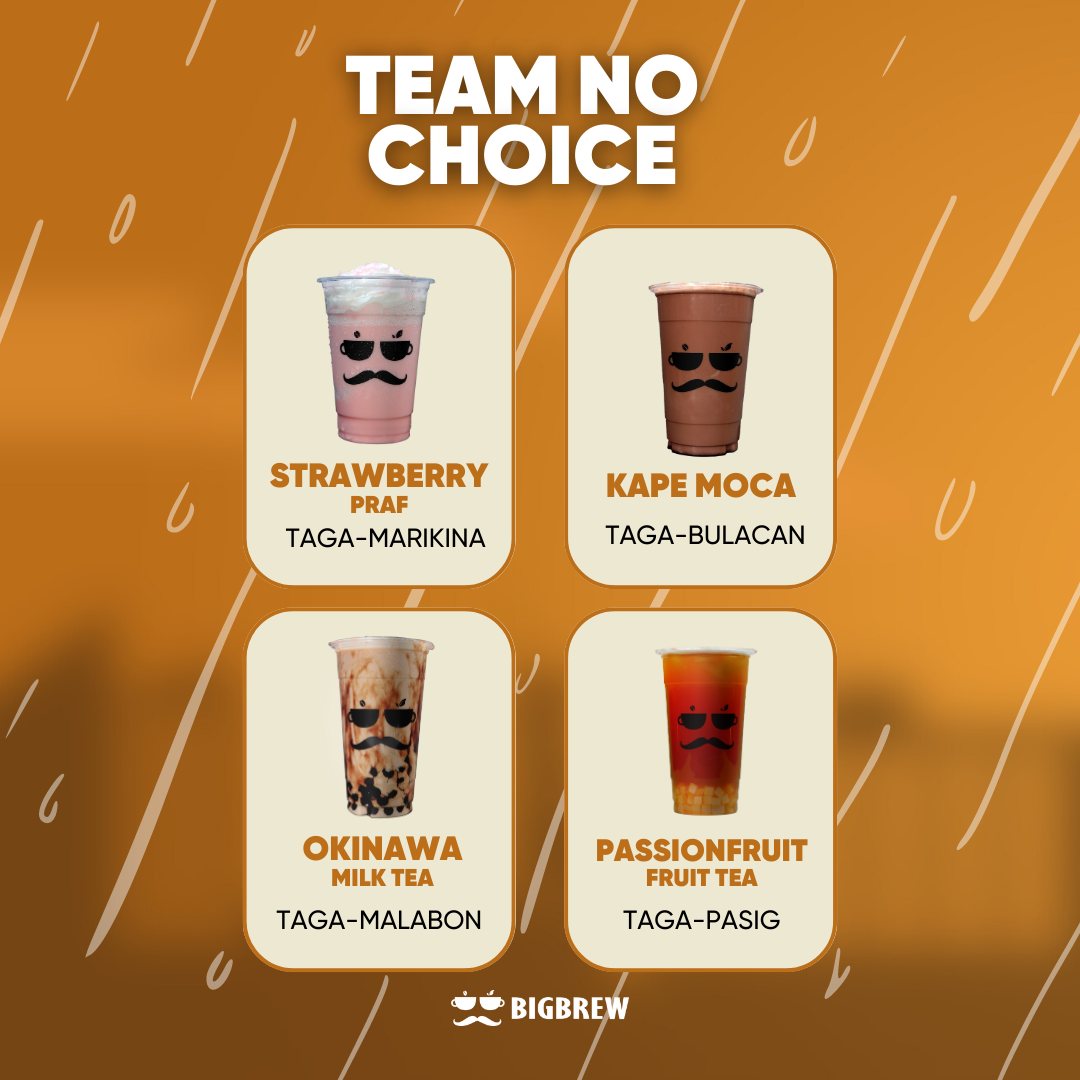 TEAM NO
CHOICE
STRAWBERRY
PRAF
TAGA-MARIKINA
KAPE MOCA
TAGA-BULACAN
OKINAWA
MILK TEA
TAGA-MALABON
PASSIONFRUIT
FRUIT TEA
TAGA-PASIG
BIGBREW